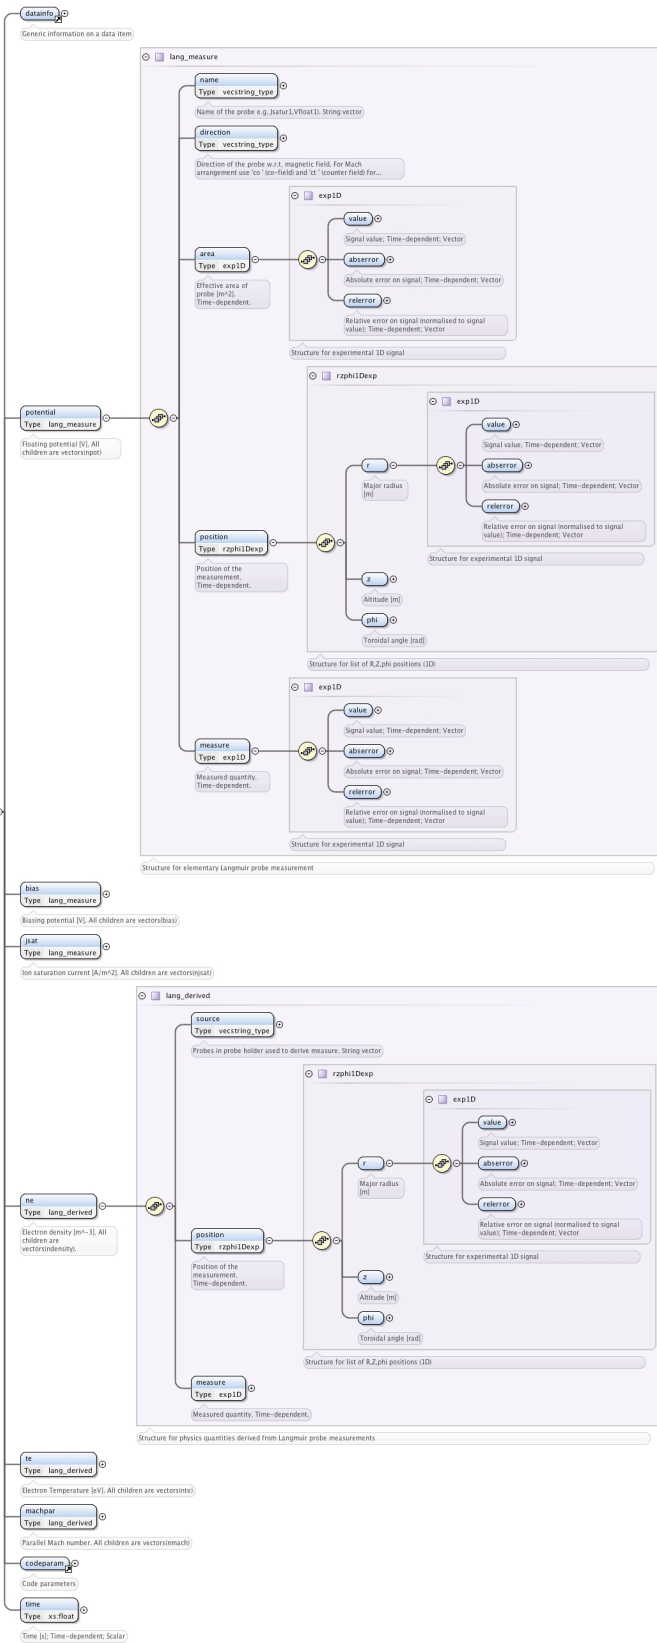 datainfo
Generic information on a data item
lang_measure
name
Type vecstring_type
Name of the probe e.g. Jsatur1,Vfloat1). String vector
direction
Type vecstring_type
Direction of the probe w.r.t. magnetic field. For Mach
arrangement use 'co ' (co-field) and 'ct ' (counter field) for...
exp1D
value
Signal value; Time-dependent; Vector
area
Type exp1D
abserror
Effective area of
probe [m^2].
Time-dependent.
Absolute error on signal; Time-dependent; Vector
relerror
Relative error on signal (normalised to signal
value); Time-dependent; Vector
Structure for experimental 1D signal
rzphi1Dexp
exp1D
potential
Type lang_measure
Floating potential [V]. All
children are vectors(npot)
value
Signal value; Time-dependent; Vector
r
Major radius
[m]
abserror
Absolute error on signal; Time-dependent; Vector
relerror
Relative error on signal (normalised to signal
value); Time-dependent; Vector
Structure for experimental 1D signal
position
Type rzphi1Dexp
Position of the
measurement.
Time-dependent.
z
Altitude [m]
phi
Toroidal angle [rad]
Structure for list of R,Z,phi positions (1D)
exp1D
value
Signal value; Time-dependent; Vector
measure
Type exp1D
Measured quantity.
Time-dependent.
abserror
Absolute error on signal; Time-dependent; Vector
relerror
Relative error on signal (normalised to signal
value); Time-dependent; Vector
Structure for experimental 1D signal
Structure for elementary Langmuir probe measurement
bias
Type lang_measure
Biasing potential [V]. All children are vectors(bias)
jsat
Type lang_measure
Ion saturation current [A/m^2]. All children are vectors(njsat)
lang_derived
source
Type vecstring_type
Probes in probe holder used to derive measure. String vector
rzphi1Dexp
exp1D
value
Signal value; Time-dependent; Vector
r
Major radius
[m]
abserror
Absolute error on signal; Time-dependent; Vector
relerror
Relative error on signal (normalised to signal
value); Time-dependent; Vector
Structure for experimental 1D signal
ne
Type lang_derived
Electron density [m^-3]. All
children are
vectors(ndensity).
position
Type rzphi1Dexp
Position of the
measurement.
Time-dependent.
z
Altitude [m]
phi
Toroidal angle [rad]
Structure for list of R,Z,phi positions (1D)
measure
Type exp1D
Measured quantity. Time-dependent.
Structure for physics quantities derived from Langmuir probe measurements
te
Type lang_derived
Electron Temperature [eV]. All children are vectors(nte)
machpar
Type lang_derived
Parallel Mach number. All children are vectors(nmach)
codeparam
Code parameters
time
Type xs:float
Time [s]; Time-dependent; Scalar